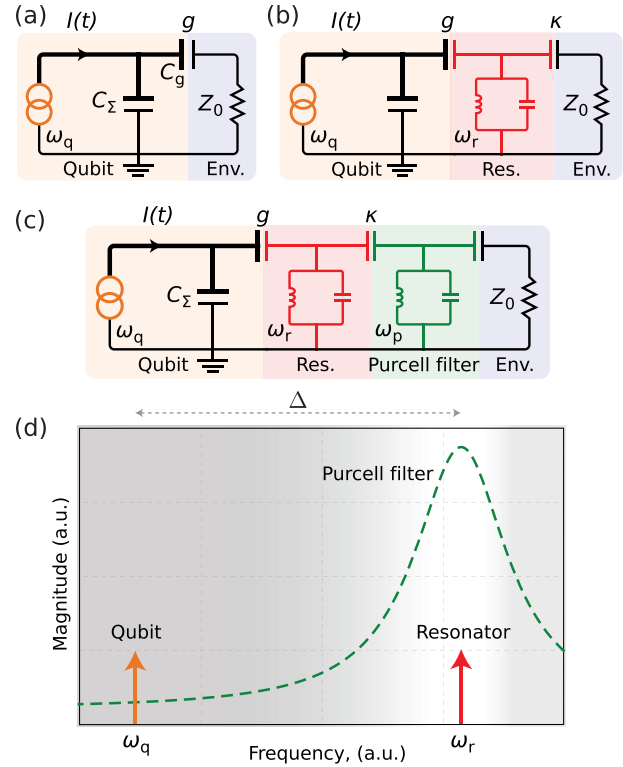 (a)
I(t)
g
C_g
C_Σ
Z_0
ω_q
Qubit
Env.
(b)
I(t)
g
κ
Z_0
ω_q
ω_r
Qubit
Res.
Env.
(c)
I(t)
g
κ
C_Σ
Z_0
ω_q
ω_r
ω_p
Qubit
Res.
Purcell filter
Env.
Δ
(d)
Purcell filter
Magnitude (a.u.)
Qubit
Resonator
ω_q
Frequency, (a.u.)
ω_r